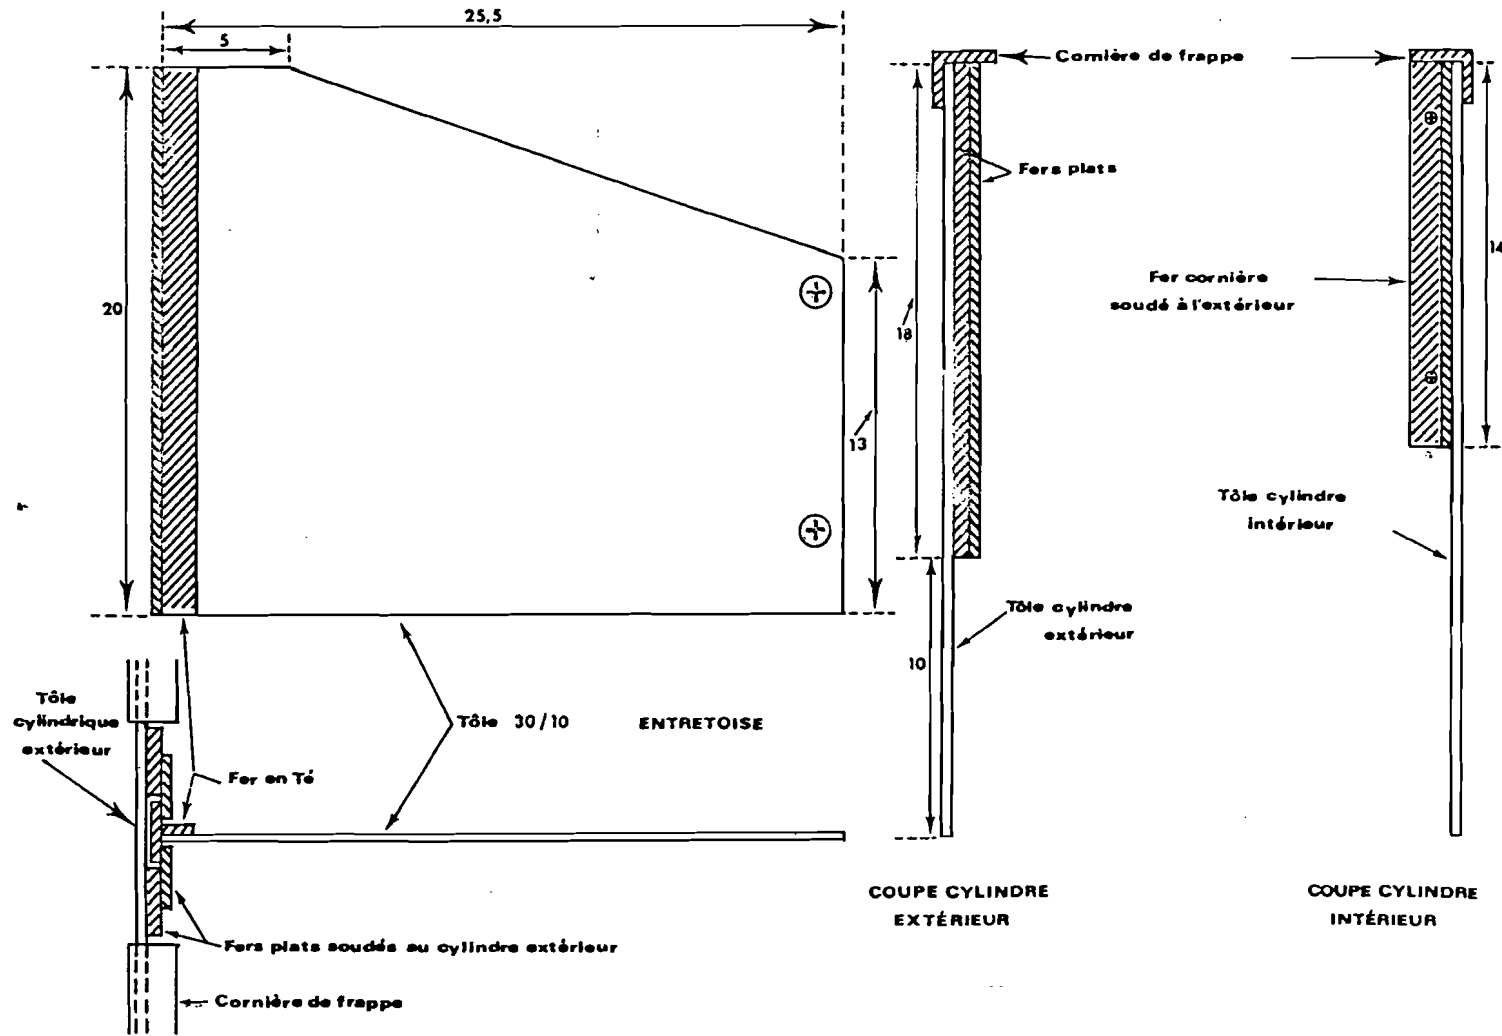 25,5
5
Cornière de frappe
Fers plats
20
18
14
13
Fer cornière
soudé à l'extérieur
Tôle cylindre
intérieur
Tôle cylindre
extérieur
10
Tôle
cylindrique
extérieur
Tôle 30/10
ENTRETOISE
Fer en Té
COUPE CYLINDRE
EXTÉRIEUR
COUPE CYLINDRE
INTÉRIEUR
Fers plats soudés au cylindre extérieur
Cornière de frappe